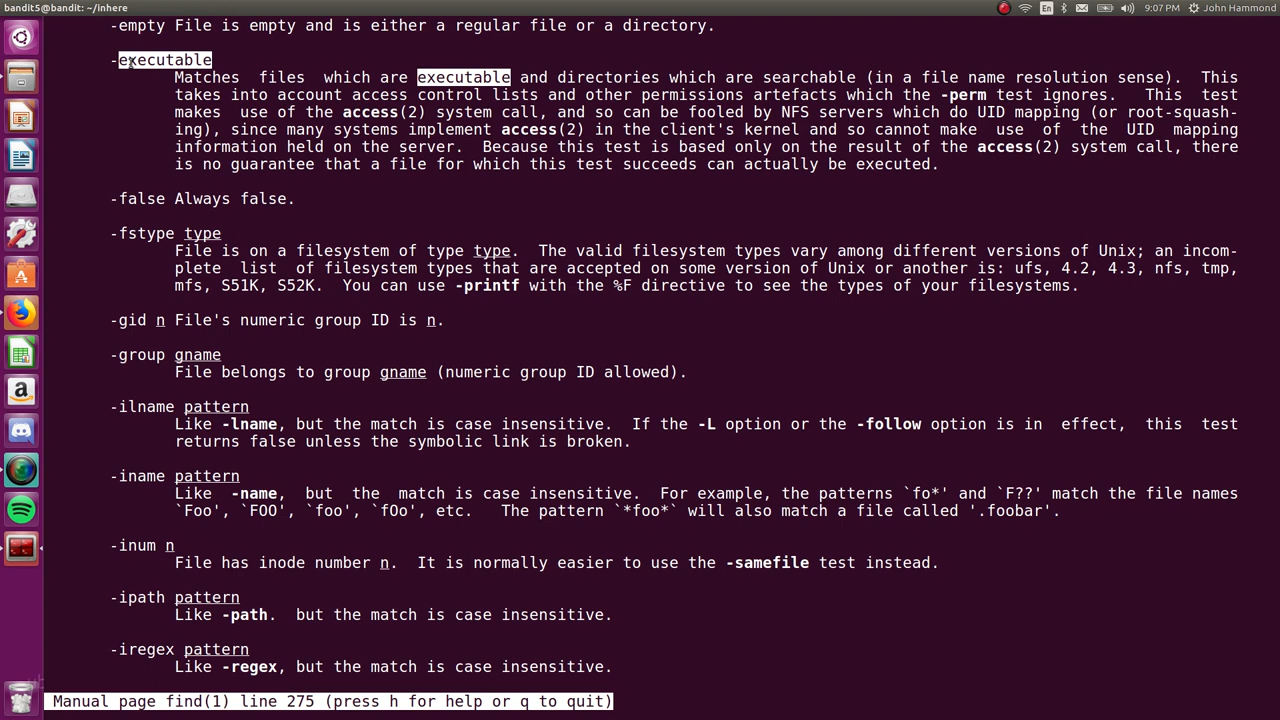 bandit5@bandit: ~/inhere
En
9:07 PM
John Hammond
-empty File is empty and is either a regular file or a directory.
-executable
Matches  files  which are executable and directories which are searchable (in a file name resolution sense).  This
takes into account access control lists and other permissions artefacts which the -perm test ignores.   This  test
makes  use of the access(2) system call, and so can be fooled by NFS servers which do UID mapping (or root-squash-
ing), since many systems implement access(2) in the client's kernel and so cannot make  use  of  the  UID  mapping
information held on the server.  Because this test is based only on the result of the access(2) system call, there
is no guarantee that a file for which this test succeeds can actually be executed.
-false Always false.
-fstype type
File is on a filesystem of type type.  The valid filesystem types vary among different versions of Unix; an incom-
plete  list  of filesystem types that are accepted on some version of Unix or another is: ufs, 4.2, 4.3, nfs, tmp,
mfs, S51K, S52K.  You can use -printf with the %F directive to see the types of your filesystems.
-gid n File's numeric group ID is n.
-group gname
File belongs to group gname (numeric group ID allowed).
-ilname pattern
Like -lname, but the match is case insensitive.  If the -L option or the -follow option is in  effect,  this  test
returns false unless the symbolic link is broken.
-iname pattern
Like  -name,  but  the  match is case insensitive.  For example, the patterns `fo*' and `F??' match the file names
`Foo', `FOO', `foo', `fOo', etc.   The pattern `*foo*` will also match a file called '.foobar'.
-inum n
File has inode number n.  It is normally easier to use the -samefile test instead.
-ipath pattern
Like -path.  but the match is case insensitive.
-iregex pattern
Like -regex, but the match is case insensitive.
Manual page find(1) line 275 (press h for help or q to quit)